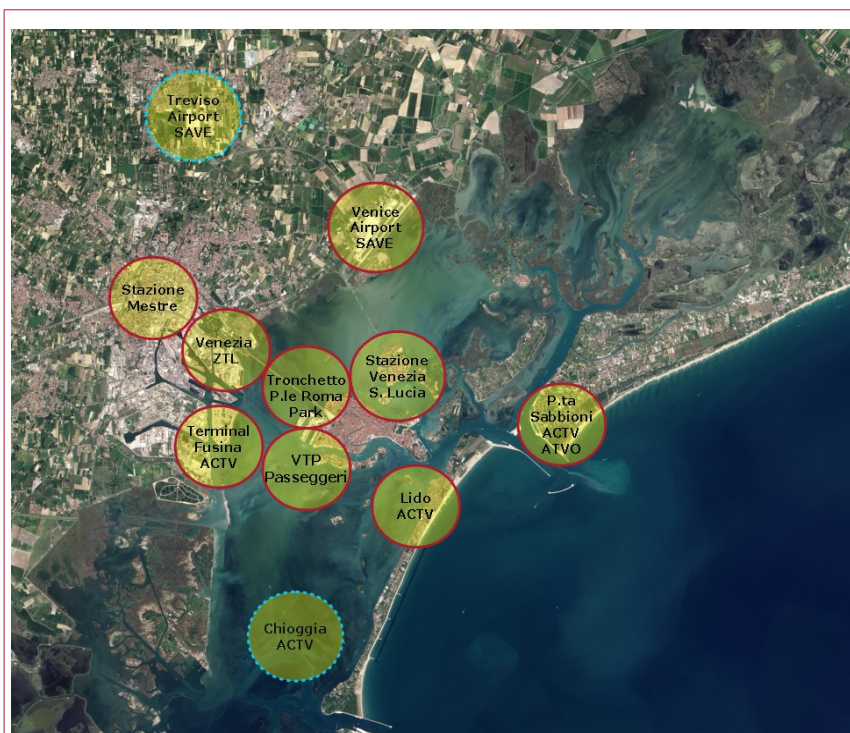 Treviso
Airport
SAVE
Venice
Airport
SAVE
Stazione
Mestre
Venezia
ZTL
Tronchetto
P.le Roma
Park
Stazione
Venezia
S. Lucia
P.ta
Sabbioni
ACTV
ATVO
Terminal
Fusina
ACTV
VTP
Passeggeri
Lido
ACTV
Chioggia
ACTV